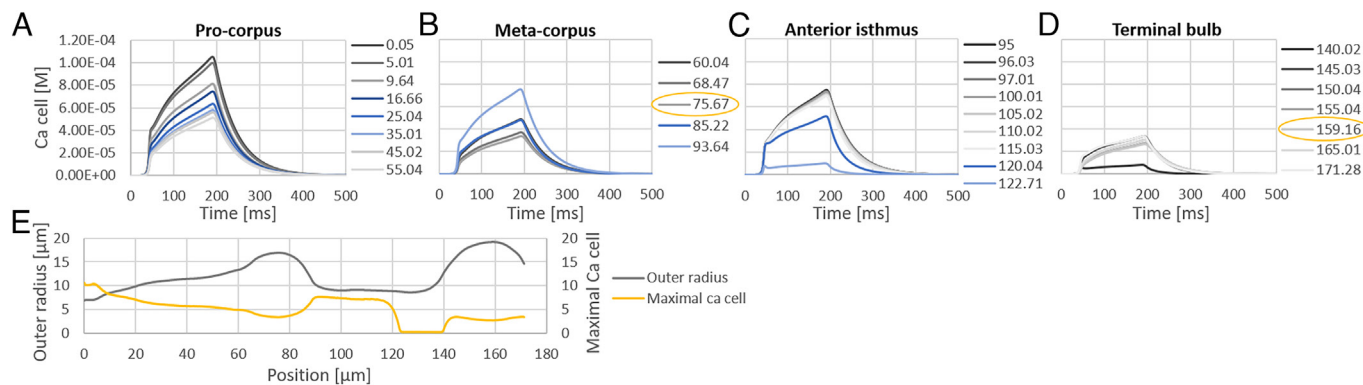 A
Pro-corpus
Ca cell [M]
1.20E-04
1.00E-04
8.00E-05
6.00E-05
4.00E-05
2.00E-05
0.00E+00
0 100 200 300 400 500
Time [ms]
0.05
5.01
9.64
16.66
25.04
35.01
45.02
55.04
B
Meta-corpus
0 100 200 300 400 500
Time [ms]
60.04
68.47
75.67
85.22
93.64
C
Anterior isthmus
0 100 200 300 400 500
Time [ms]
95
96.03
97.01
100.01
105.02
110.02
115.03
120.04
122.71
D
Terminal bulb
0 100 200 300 400 500
Time [ms]
140.02
145.03
150.04
155.04
159.16
165.01
171.28
E
Outer radius [μm]
20
15
10
5
0
0 20 40 60 80 100 120 140 160 180
Position [μm]
20
15
10
5
0
Maximal Ca cell
Outer radius
Maximal ca cell